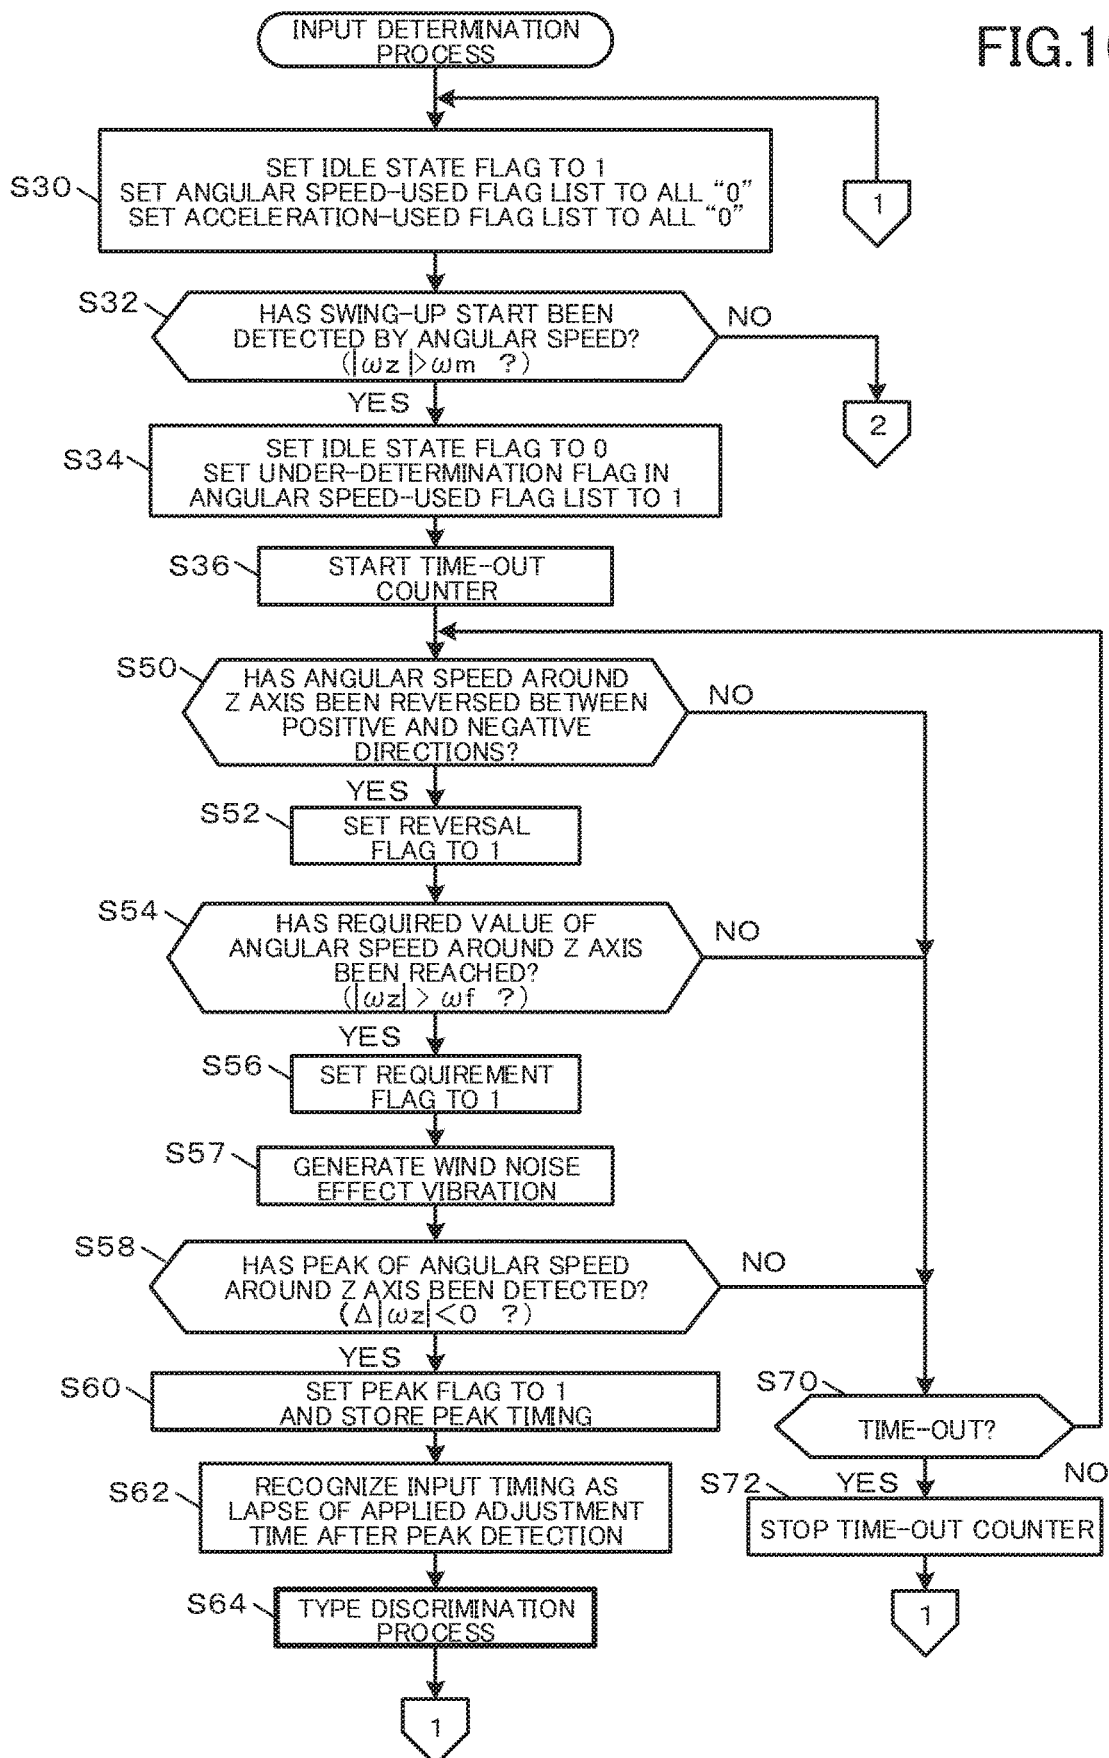 INPUT DETERMINATION
PROCESS
FIG.1
S30
SET IDLE STATE FLAG TO 1
SET ANGULAR SPEED-USED FLAG LIST TO ALL “0”
SET ACCELERATION-USED FLAG LIST TO ALL “0”
1
S32
HAS SWING-UP START BEEN
DETECTED BY ANGULAR SPEED?
(|ωz|>ωm ?)
NO
YES
2
S34
SET IDLE STATE FLAG TO 0
SET UNDER-DETERMINATION FLAG IN
ANGULAR SPEED-USED FLAG LIST TO 1
S36
START TIME-OUT
COUNTER
S50
HAS ANGULAR SPEED AROUND
Z AXIS BEEN REVERSED BETWEEN
POSITIVE AND NEGATIVE
DIRECTIONS?
NO
YES
S52
SET REVERSAL
FLAG TO 1
S54
HAS REQUIRED VALUE OF
ANGULAR SPEED AROUND Z AXIS
BEEN REACHED?
(|ωz| > ωf ?)
NO
YES
S56
SET REQUIREMENT
FLAG TO 1
S57
GENERATE WIND NOISE
EFFECT VIBRATION
S58
HAS PEAK OF ANGULAR SPEED
AROUND Z AXIS BEEN DETECTED?
(Δ|ωz|<0 ?)
NO
YES
S60
SET PEAK FLAG TO 1
AND STORE PEAK TIMING
S70
TIME-OUT?
YES
NO
S62
RECOGNIZE INPUT TIMING AS
LAPSE OF APPLIED ADJUSTMENT
TIME AFTER PEAK DETECTION
S72
STOP TIME-OUT COUNTER
1
S64
TYPE DISCRIMINATION
PROCESS
1